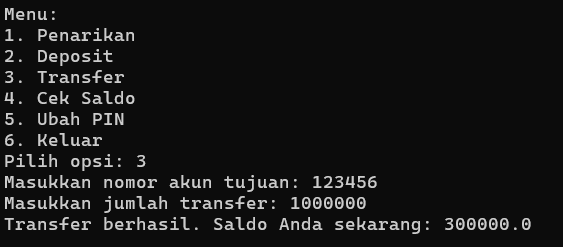 Menu:
1. Penarikan
2. Deposit
3. Transfer
4. Cek Saldo
5. Ubah PIN
6. Keluar
Pilih opsi: 3
Masukkan nomor akun tujuan: 123456
Masukkan jumlah transfer: 1000000
Transfer berhasil. Saldo Anda sekarang: 300000.0